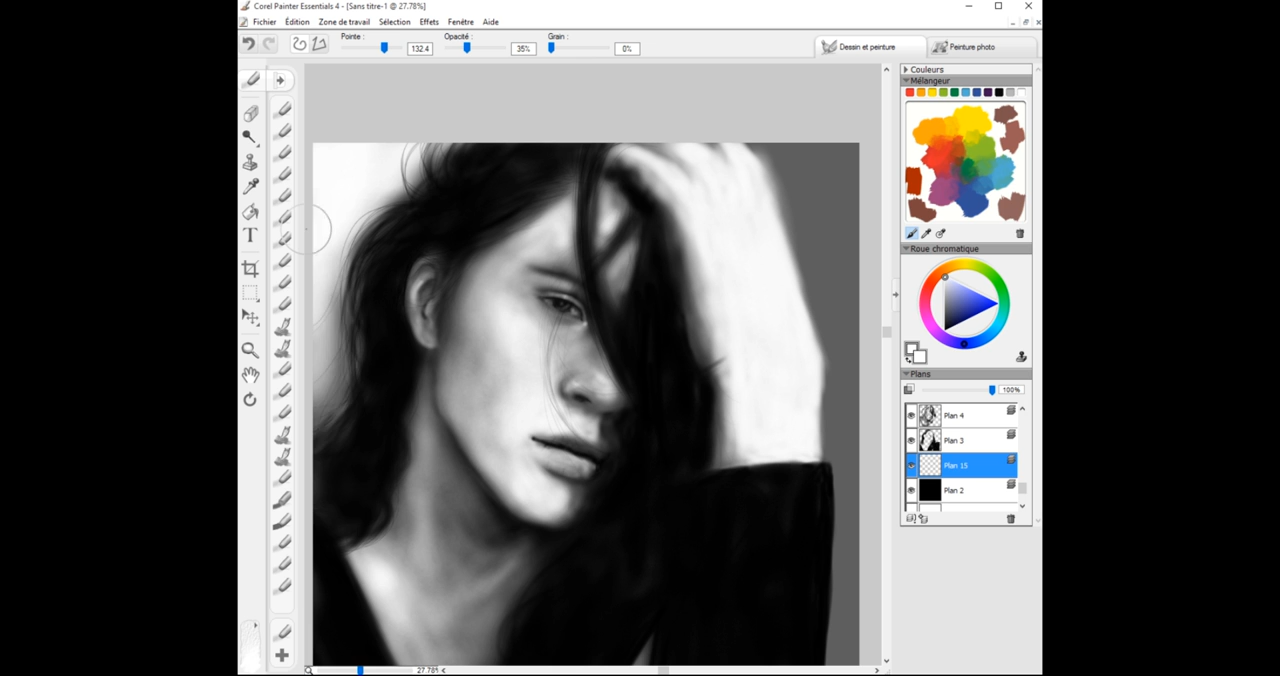 Corel Painter Essentials 4 - [Sans titre-1 @ 27.78%]
Fichier Édition Zone de travail Sélection Effets Fenêtre Aide
Pointe : 132.4 Opacité : 35% Grain : 0%
Dessin et peinture Peinture photo
Couleurs
Mélangeur
T
Roue chromatique
Plans
100%
Plan 4
Plan 3
Plan 15
Plan 2
27.78%